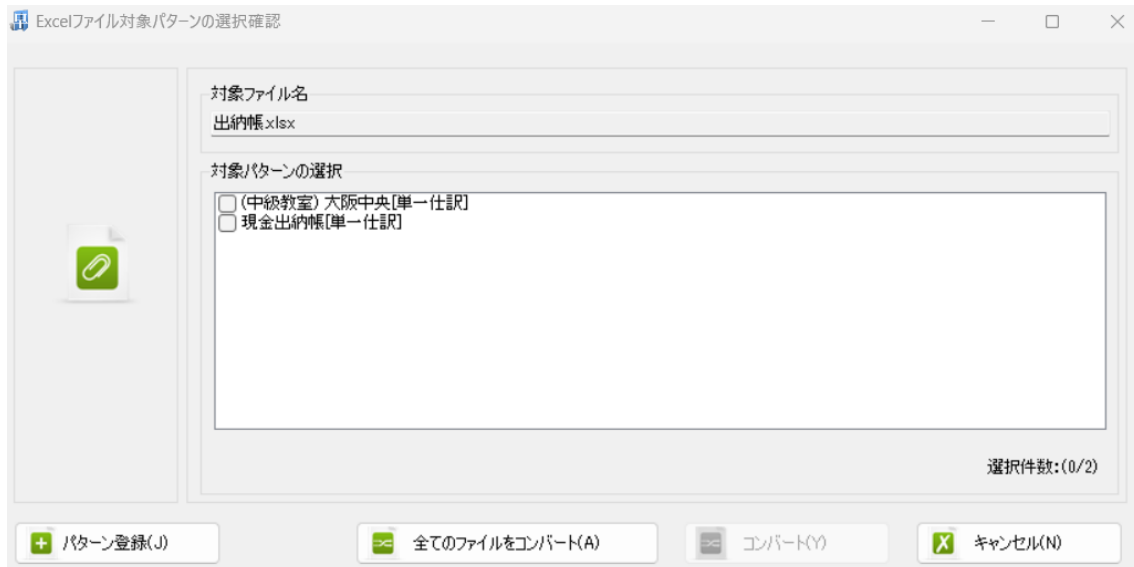 Excelファイル対象パターンの選択確認
対象ファイル名
出納帳.xlsx
対象パターンの選択
(中級教室) 大阪中央[単一仕訳]
現金出納帳[単一仕訳]
選択件数:(0/2)
パターン登録(J)
全てのファイルをコンバート(A)
コンバート(Y)
キャンセル(N)